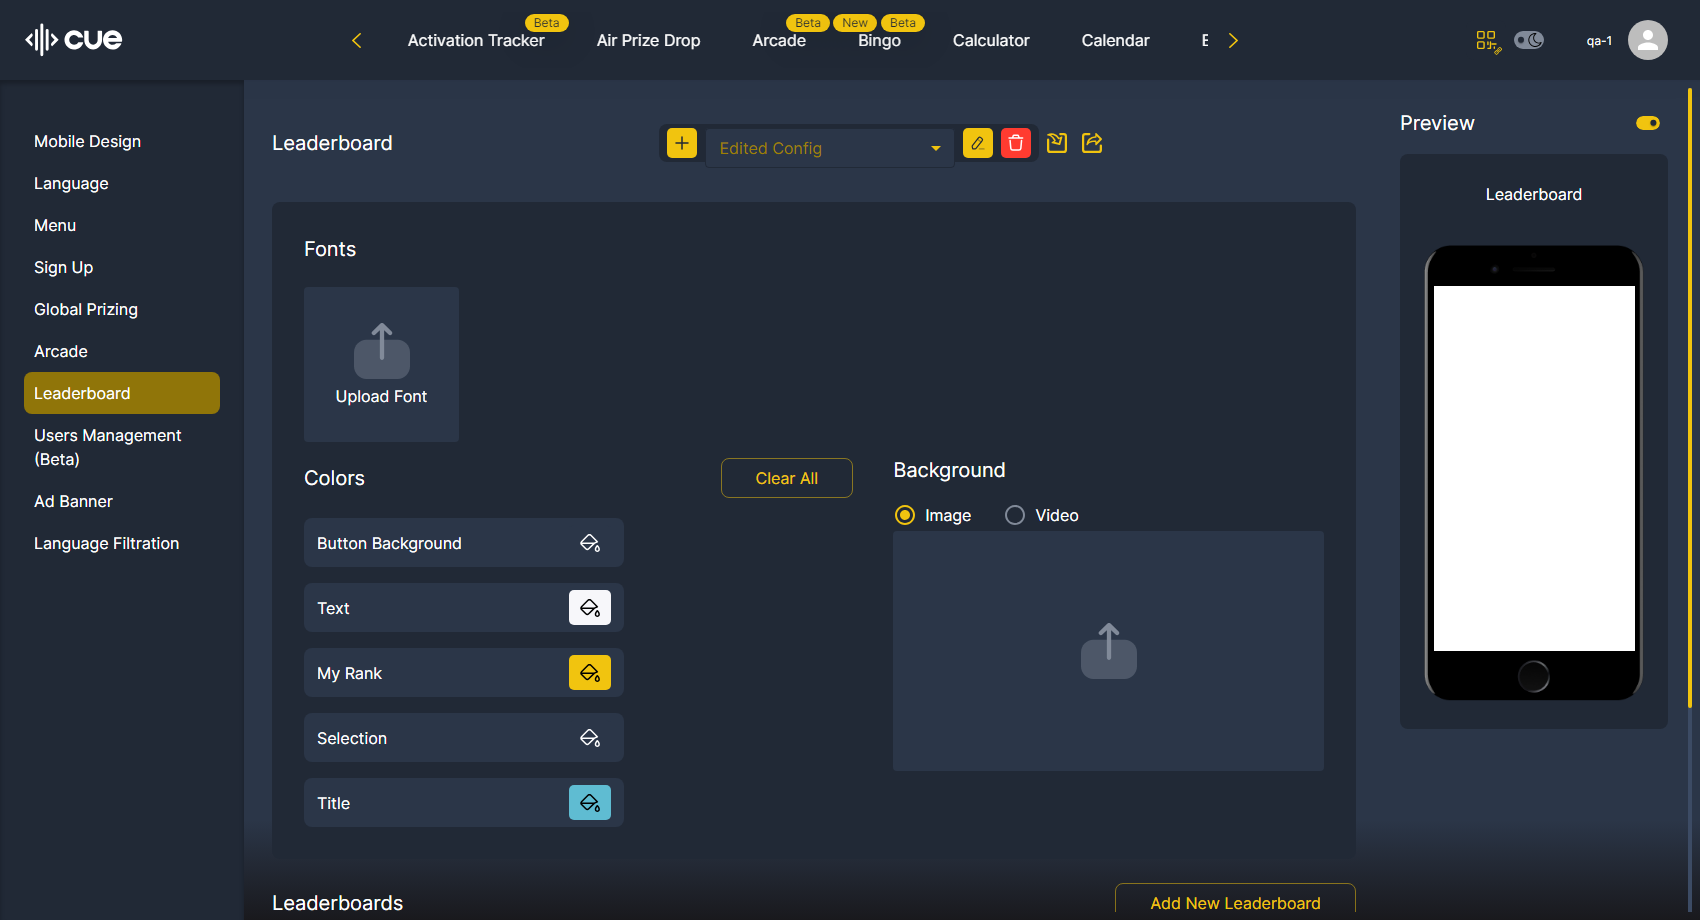 cue
Activation Tracker
Beta
Air Prize Drop
Arcade
Beta
Bingo
New
Beta
Calculator
Calendar
qa-1
Mobile Design
Language
Menu
Sign Up
Global Prizing
Arcade
Leaderboard
Users Management
(Beta)
Ad Banner
Language Filtration
Leaderboard
Edited Config
Fonts
Upload Font
Colors
Clear All
Button Background
Text
My Rank
Selection
Title
Background
Image
Video
Leaderboards
Add New Leaderboard
Preview
Leaderboard